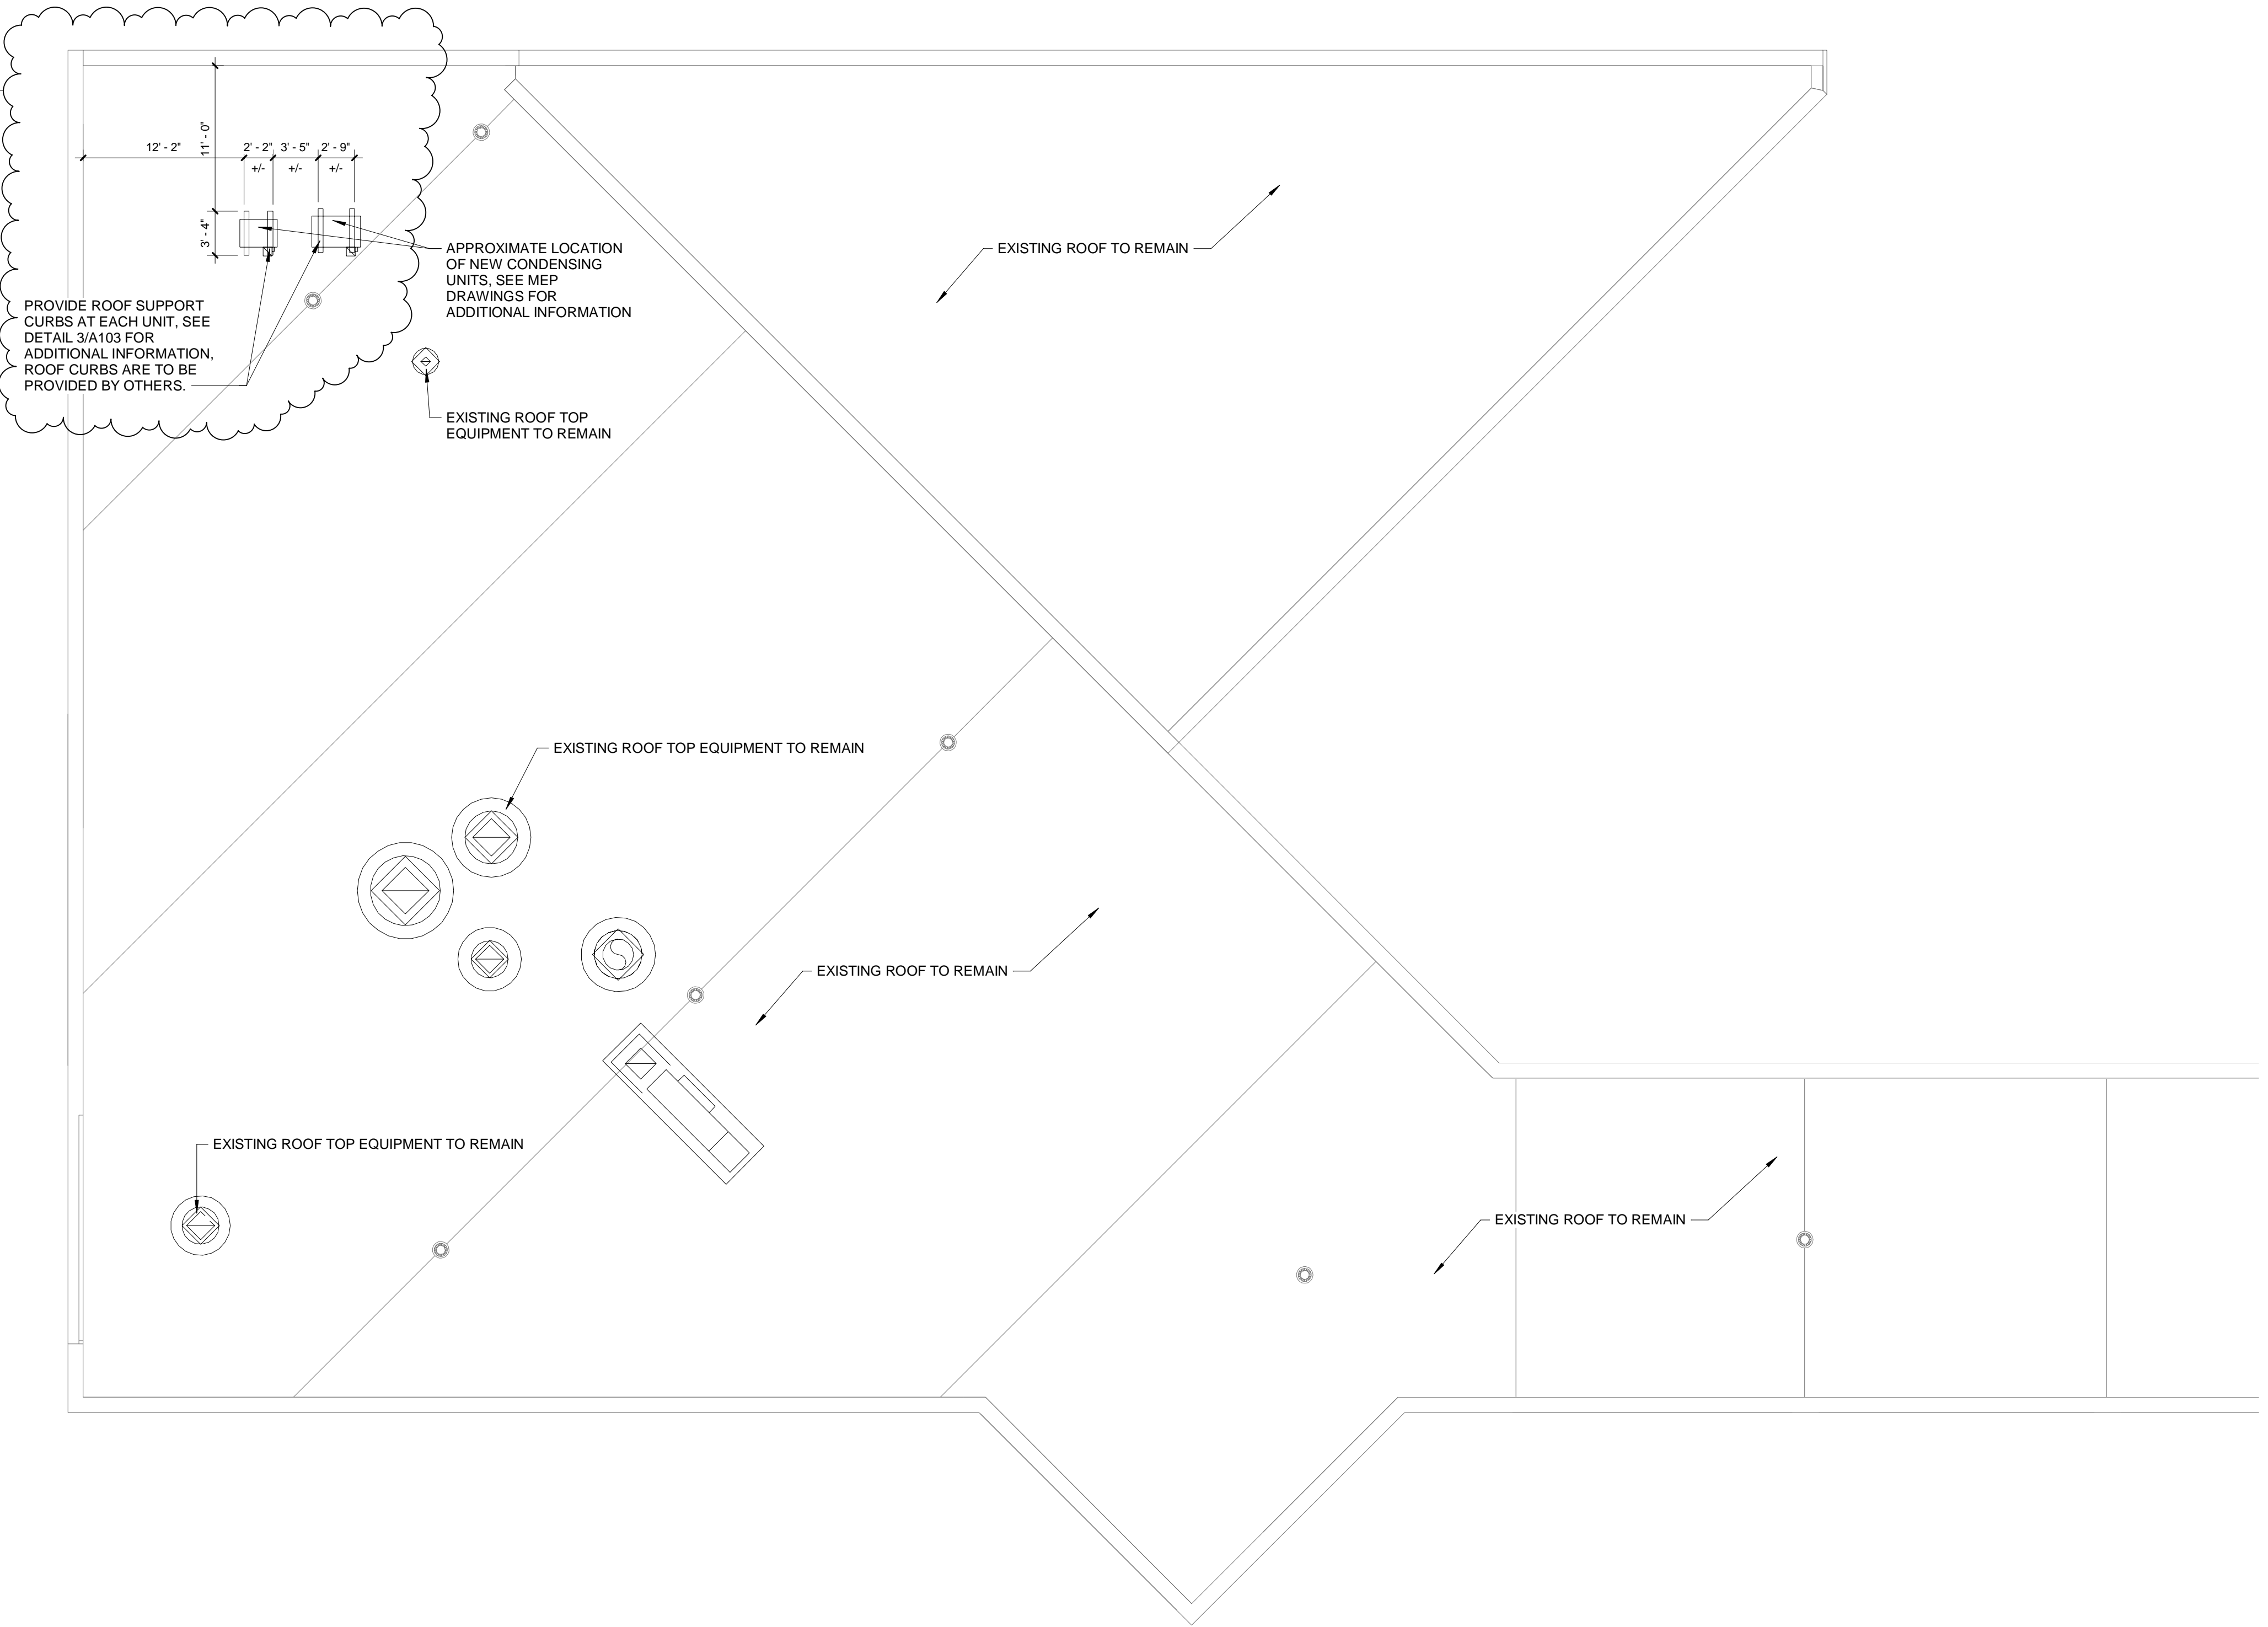 11' - 0"
12' - 2"
2' - 2"
+/-
3' - 5"
+/-
2' - 9"
+/-
3' - 4"
APPROXIMATE LOCATION
OF NEW CONDENSING
UNITS, SEE MEP
DRAWINGS FOR
ADDITIONAL INFORMATION
EXISTING ROOF TO REMAIN
PROVIDE ROOF SUPPORT
CURBS AT EACH UNIT, SEE
DETAIL 3/A103 FOR
ADDITIONAL INFORMATION,
ROOF CURBS ARE TO BE
PROVIDED BY OTHERS.
EXISTING ROOF TOP
EQUIPMENT TO REMAIN
EXISTING ROOF TOP EQUIPMENT TO REMAIN
EXISTING ROOF TO REMAIN
EXISTING ROOF TOP EQUIPMENT TO REMAIN
EXISTING ROOF TO REMAIN